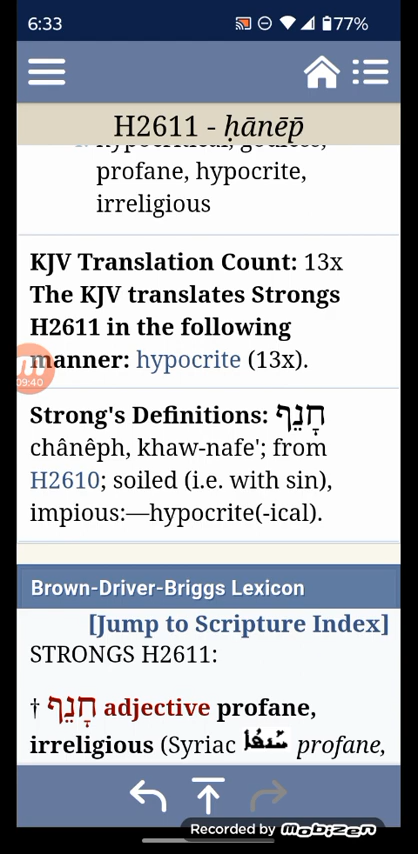 6:33 77%
H2611 - ḥānēp̄
hypocritical, godless,
profane, hypocrite,
irreligious
KJV Translation Count: 13x
The KJV translates Strongs
H2611 in the following
manner: hypocrite (13x).
09:40
Strong's Definitions: חָנֵף
chânêph, khaw-nafe'; from
H2610; soiled (i.e. with sin),
impious:—hypocrite(-ical).
Brown-Driver-Briggs Lexicon
[Jump to Scripture Index]
STRONGS H2611:
† חָנֵף adjective profane,
irreligious (Syriac profane,
Recorded by mobizen